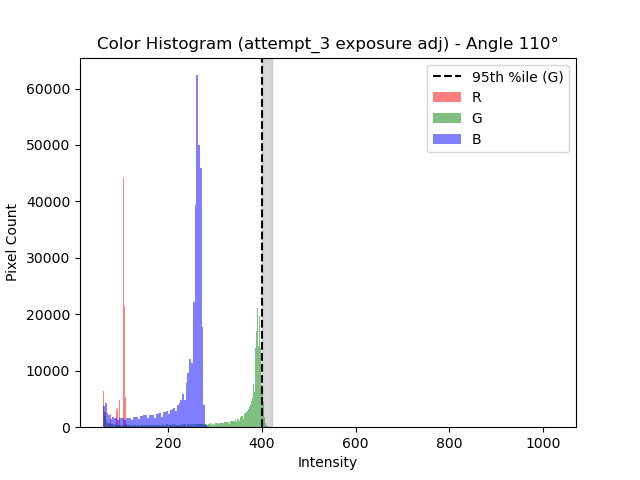 Color Histogram (attempt_3 exposure adj) - Angle 110°
95th %ile (G)
R
G
B
Pixel Count
60000
50000
40000
30000
20000
10000
0
200 400 600 800 1000
Intensity